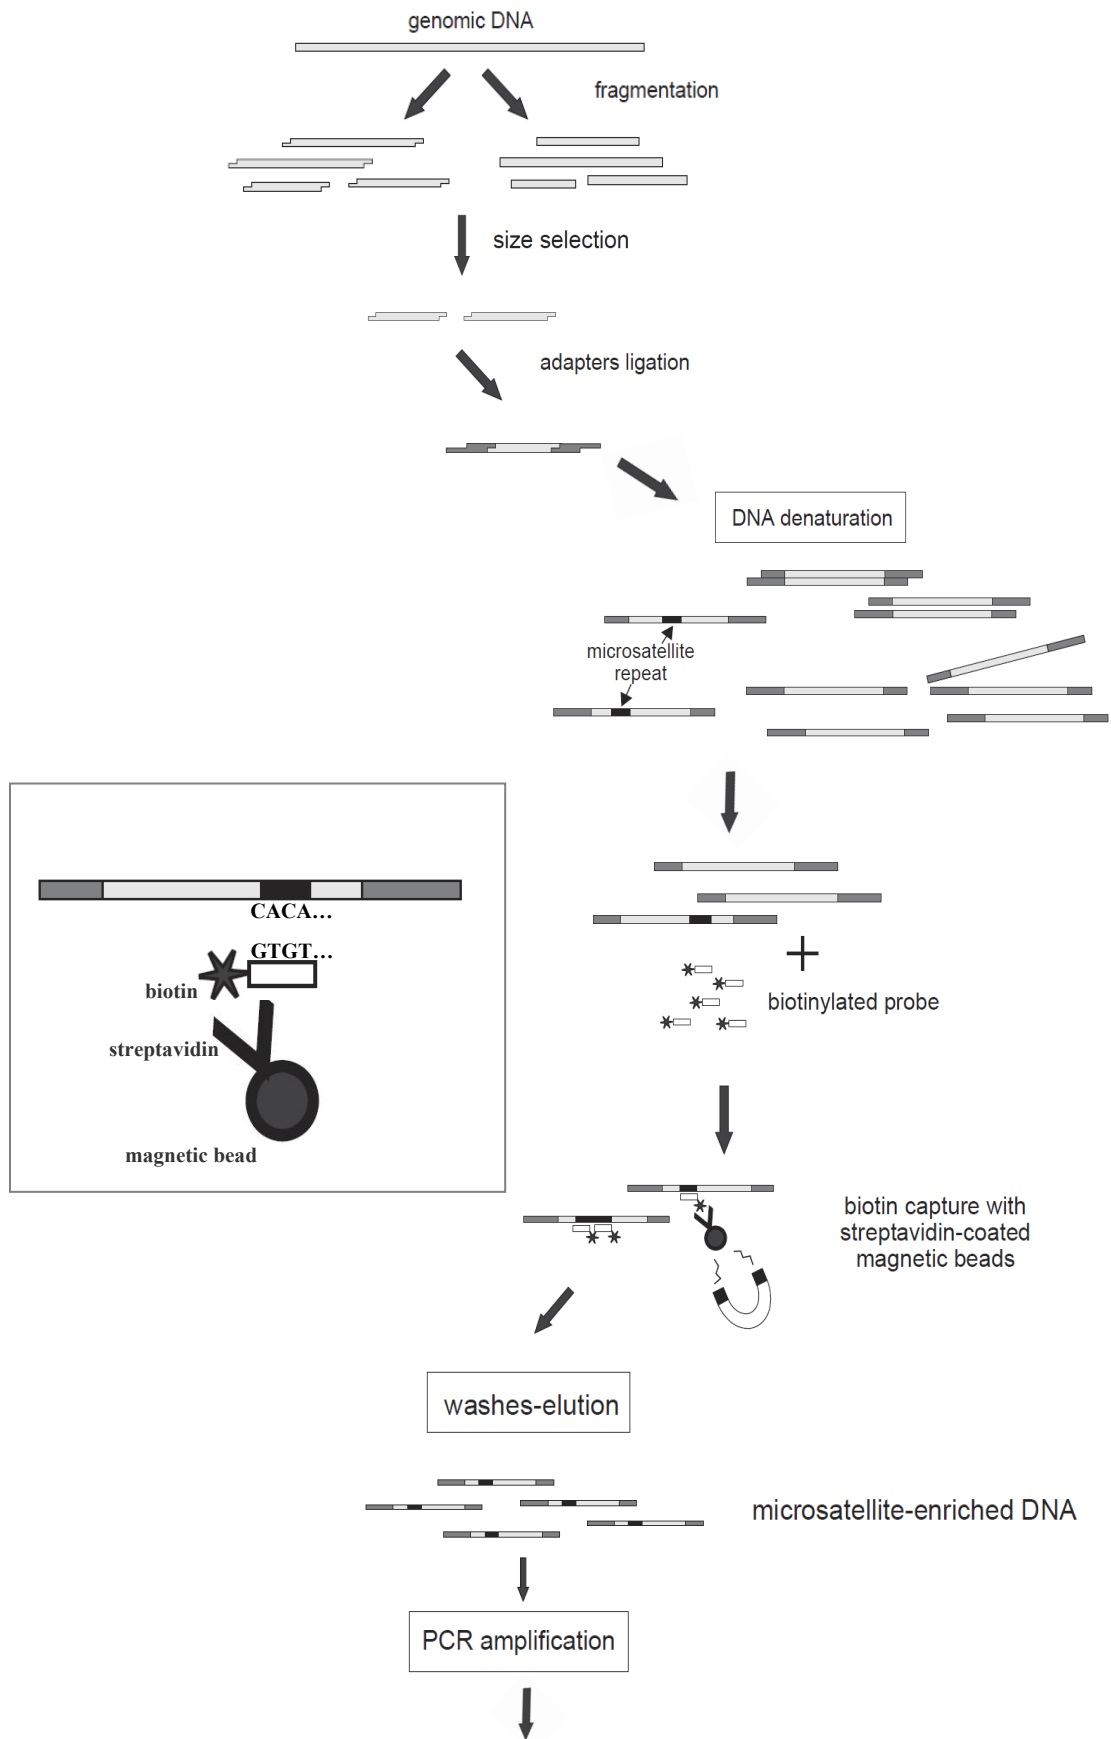 genomic DNA
fragmentation
size selection
adapters ligation
DNA denaturation
microsatellite
repeat
CACA...
GTGT...
biotin
streptavidin
magnetic bead
biotinylated probe
biotin capture with
streptavidin-coated
magnetic beads
washes-elution
microsatellite-enriched DNA
PCR amplification